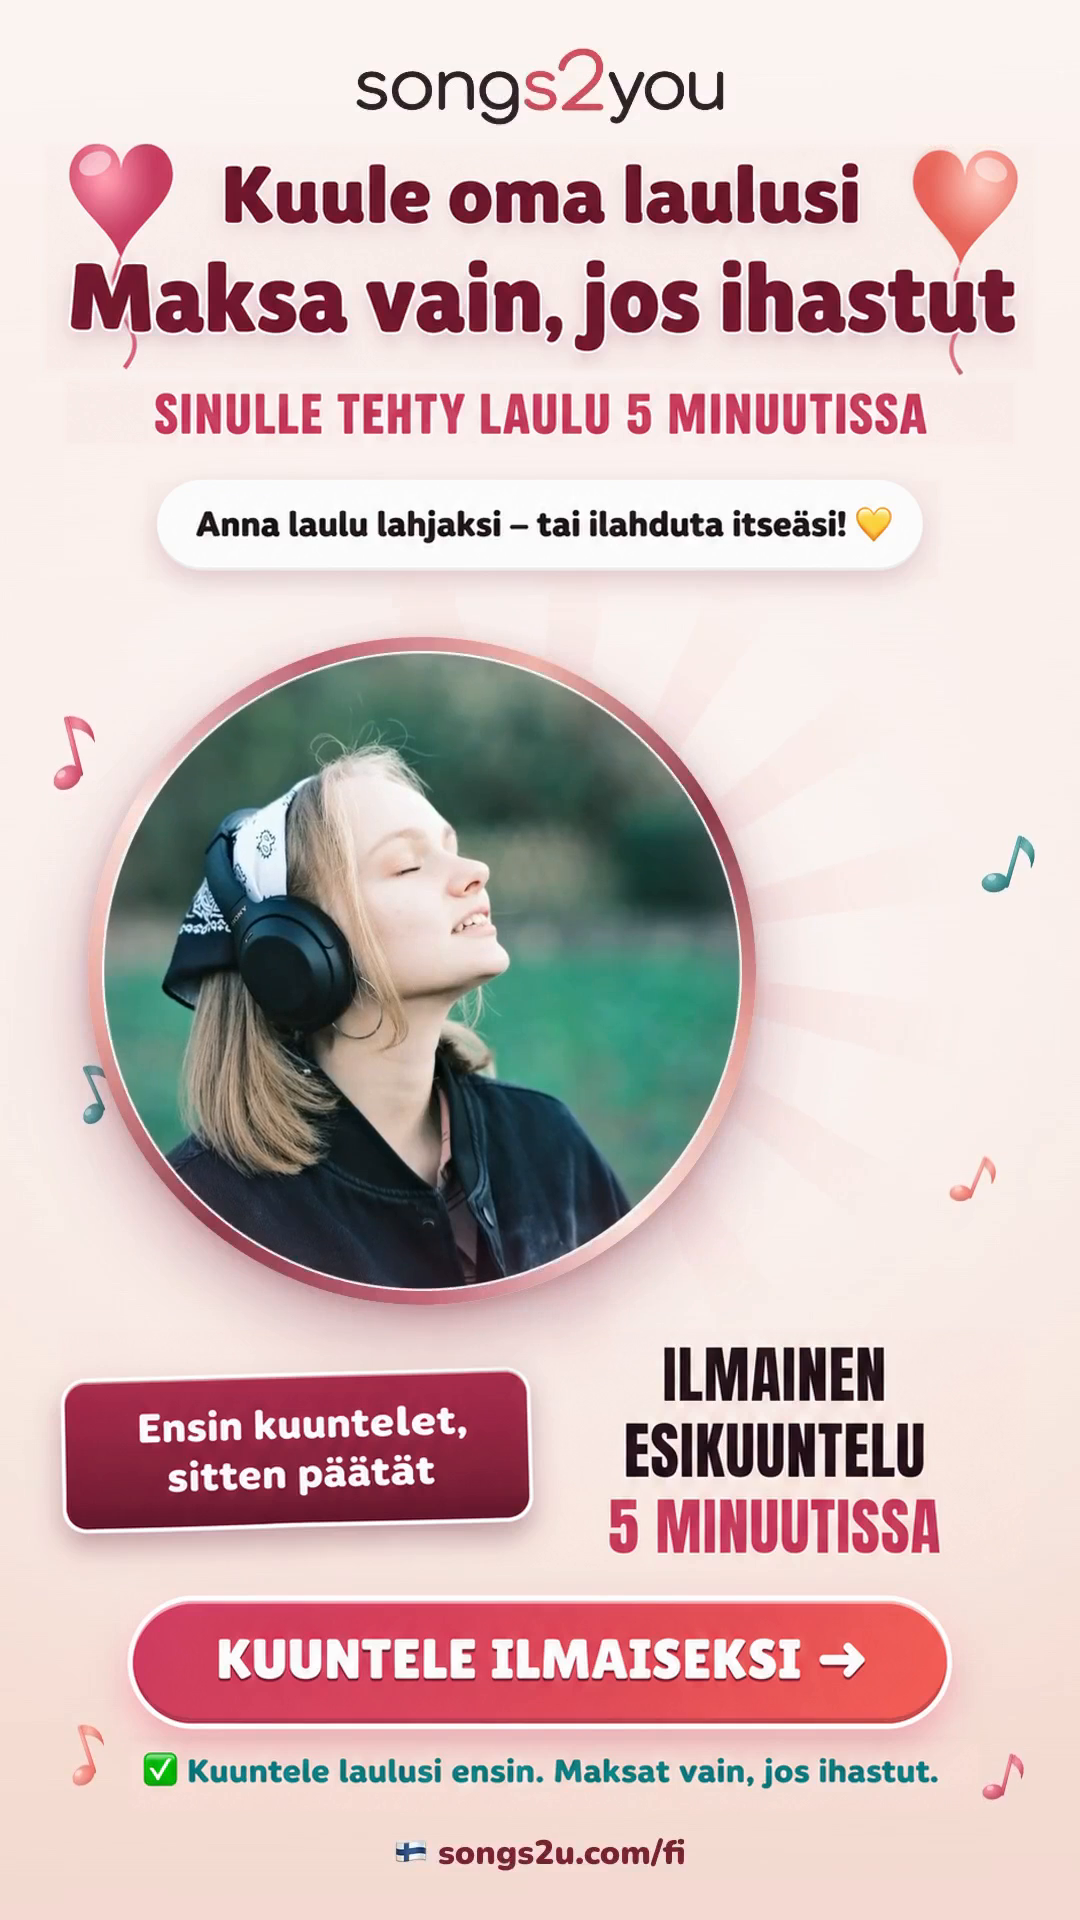 songs2you
Kuule oma laulusi
Maksa vain, jos ihastut
SINULLE TEHTY LAULU 5 MINUUTISSA
Anna laulu lahjaksi – tai ilahduta itseäsi! 💛
SONY
Ensin kuuntelet,
sitten päätät
ILMAINEN
ESIKUUNTELU
5 MINUUTISSA
KUUNTELE ILMAISEKSI →
✅ Kuuntele laulusi ensin. Maksat vain, jos ihastut.
🇫🇮 songs2u.com/fi